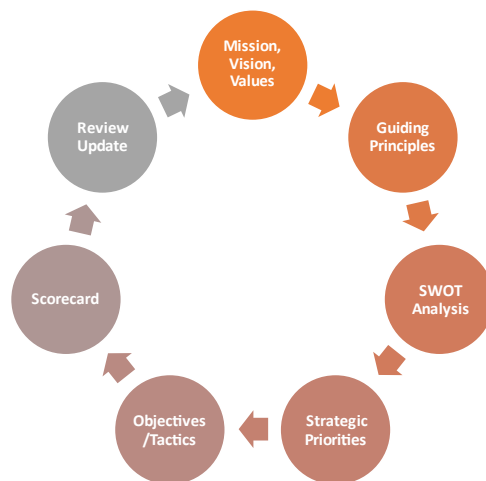 Mission,
Vision,
Values
Guiding
Principles
SWOT
Analysis
Strategic
Priorities
Objectives
/Tactics
Scorecard
Review
Update